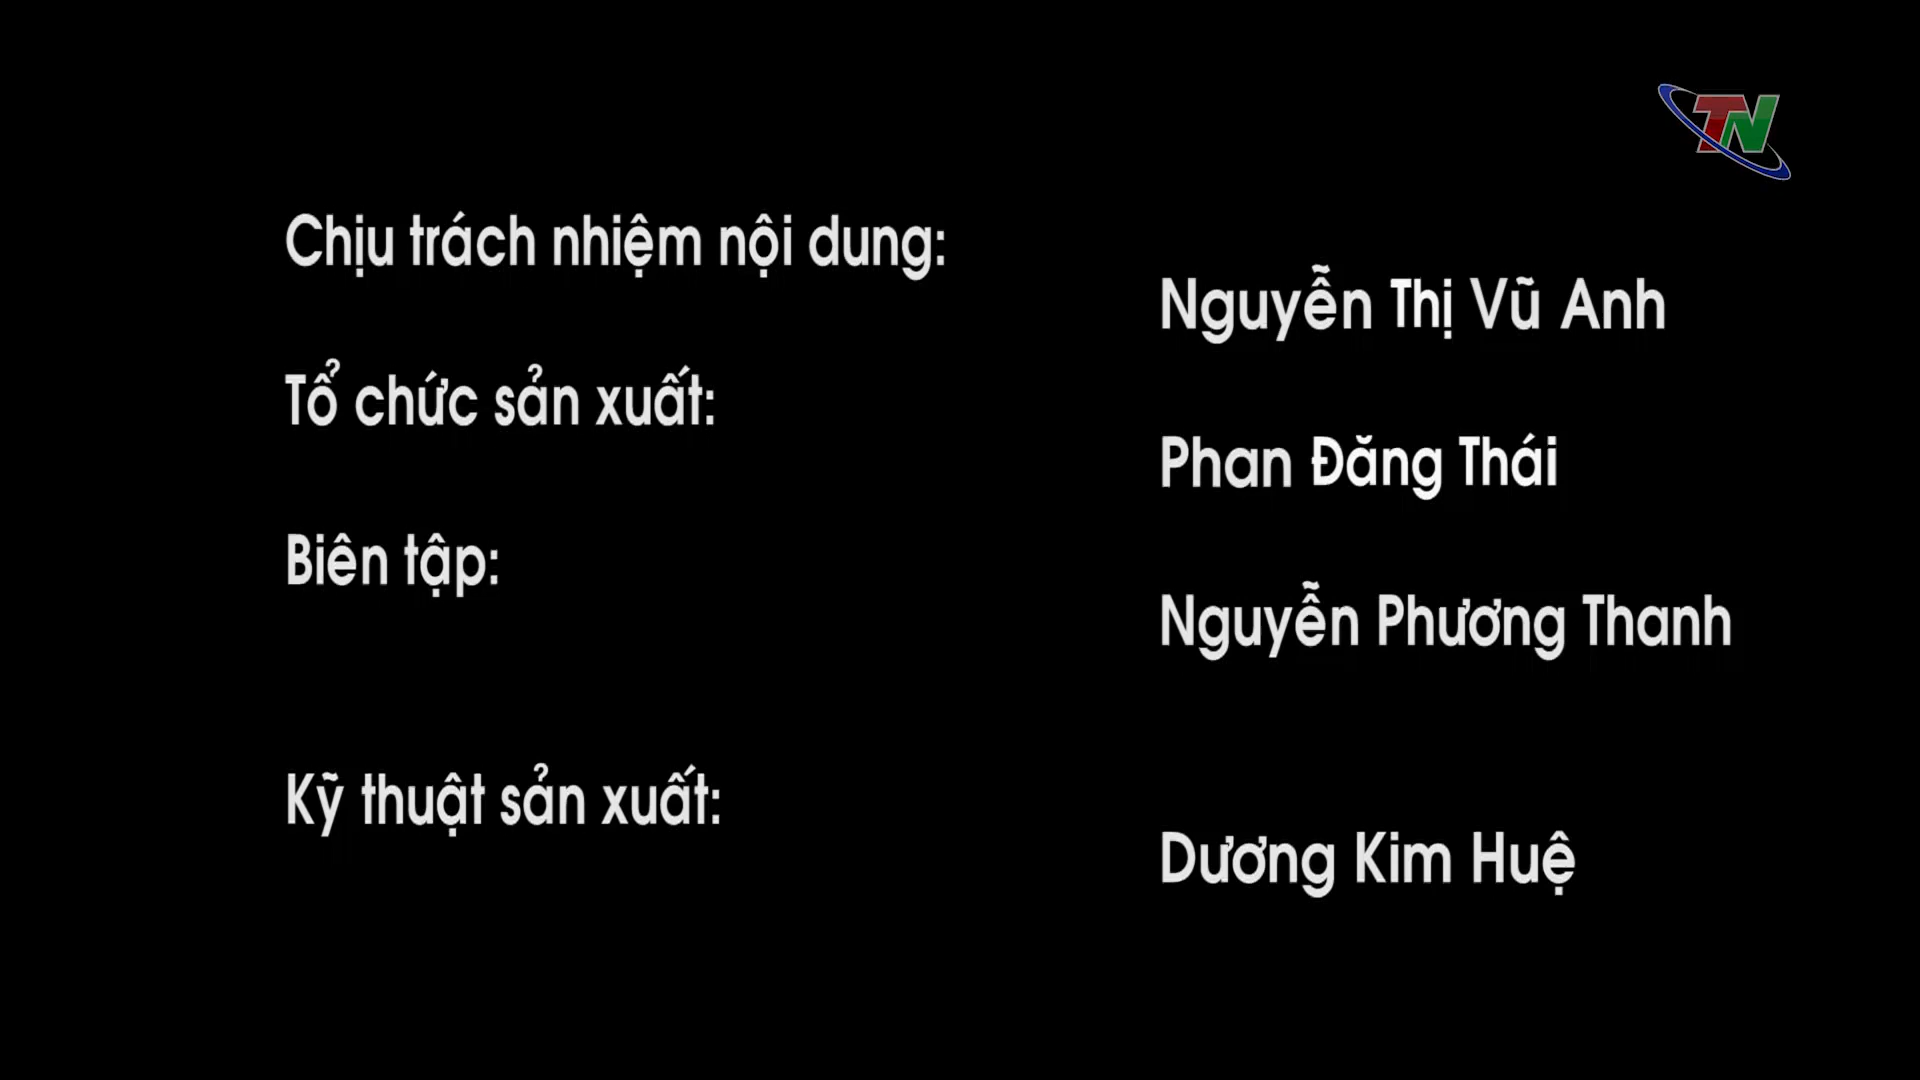 TN
Chịu trách nhiệm nội dung:
Nguyễn Thị Vũ Anh
Tổ chức sản xuất:
Phan Đăng Thái
Biên tập:
Nguyễn Phương Thanh
Kỹ thuật sản xuất:
Dương Kim Huệ